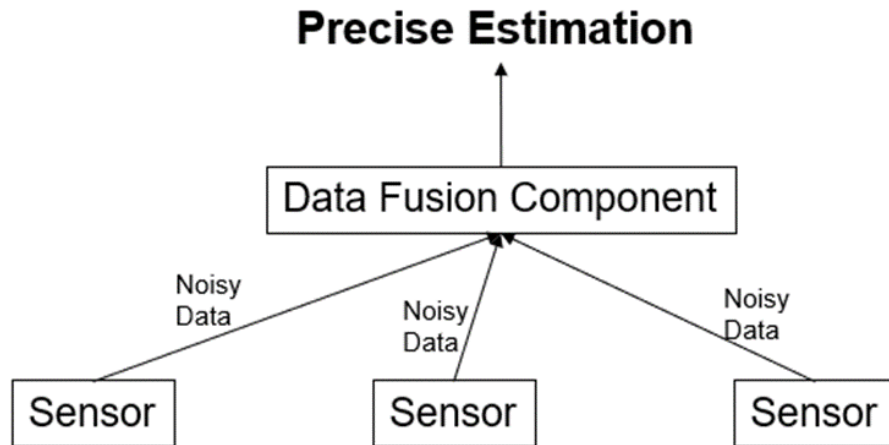 Precise Estimation
Data Fusion Component
Noisy
Data
Noisy
Data
Noisy
Data
Sensor
Sensor
Sensor